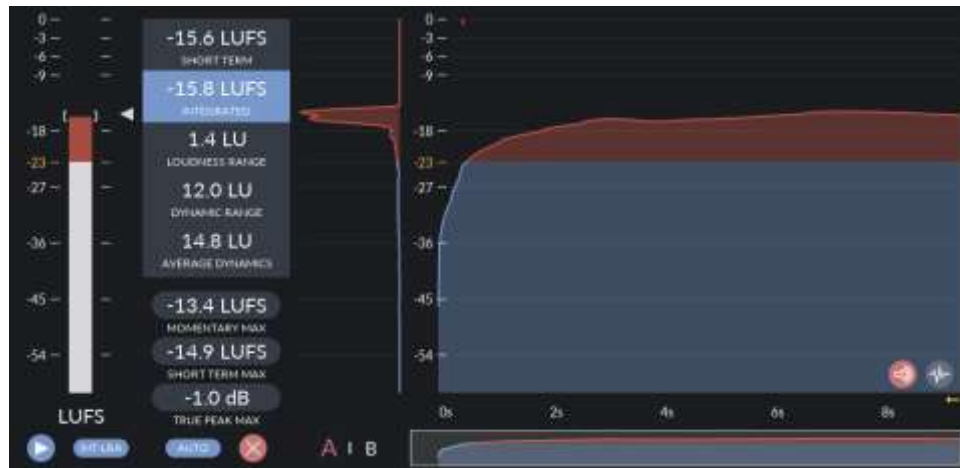 0
-3
-6
-9
-18
-23
-27
-36
-45
-54
LUFS
-15.6 LUFS
SHORT TERM
-15.8 LUFS
INTEGRATED
1.4 LU
LOUDNESS RANGE
12.0 LU
DYNAMIC RANGE
14.8 LU
AVERAGE DYNAMICS
-13.4 LUFS
MOMENTARY MAX
-14.9 LUFS
SHORT TERM MAX
-1.0 dB
TRUE PEAK MAX
0
-3
-6
-9
-18
-23
-27
-36
-45
-54
0s 2s 4s 6s 8s
AUTO
A B